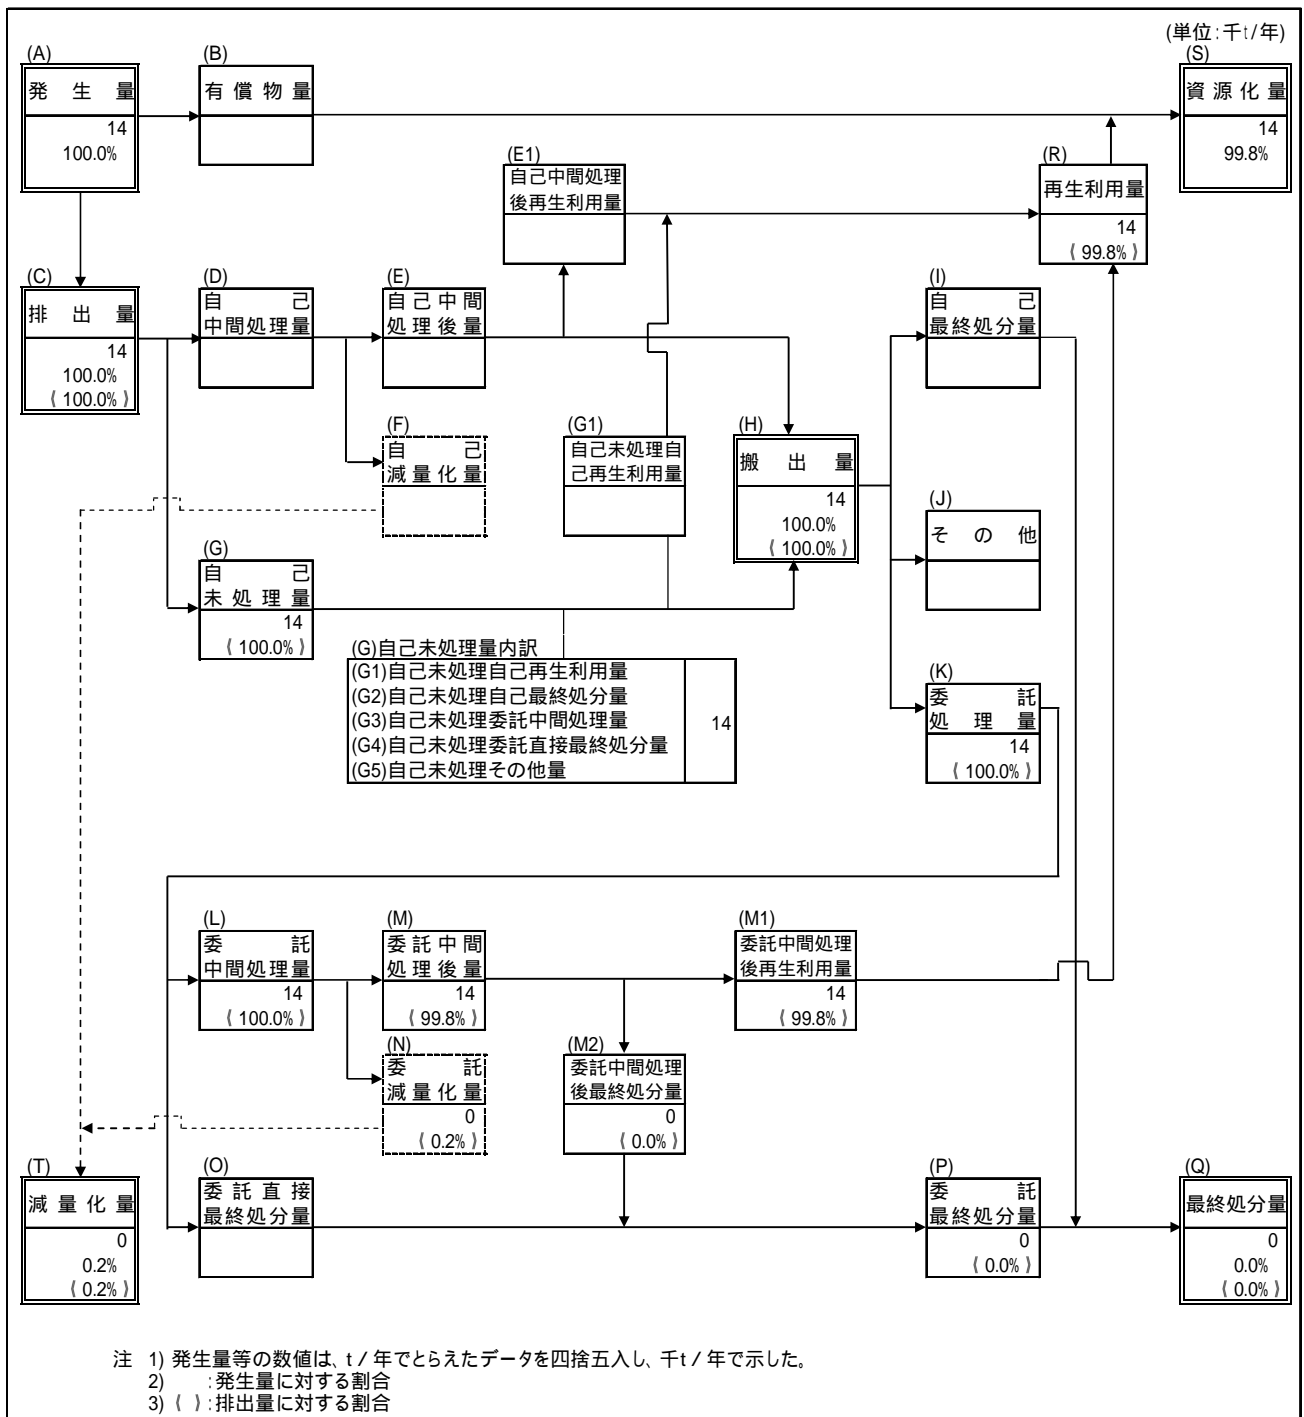 (単位:千t/年)
(A)
発生量
14
100.0%
(B)
有償物量
(S)
資源化量
14
99.8%
(E1)
自己中間処理
後再生利用量
(R)
再生利用量
14
( 99.8% )
(C)
排出量
14
100.0%
( 100.0% )
(D)
自己
中間処理量
(E)
自己中間
処理後量
(I)
自己
最終処分量
(F)
自己
減量化量
(G1)
自己未処理自
己再生利用量
(H)
搬出量
14
100.0%
( 100.0% )
(J)
その他
(G)
自己
未処理量
14
( 100.0% )
(G)自己未処理量内訳
(G1)自己未処理自己再生利用量
(G2)自己未処理自己最終処分量
(G3)自己未処理委託中間処理量
14
(G4)自己未処理委託直接最終処分量
(G5)自己未処理その他量
(K)
委託
処理量
14
( 100.0% )
(L)
委託
中間処理量
14
( 100.0% )
(M)
委託中間
処理後量
14
( 99.8% )
(M1)
委託中間処理
後再生利用量
14
( 99.8% )
(N)
委託
減量化量
0
( 0.2% )
(M2)
委託中間処理
後最終処分量
0
( 0.0% )
(T)
減量化量
0
0.2%
( 0.2% )
(O)
委託直接
最終処分量
(P)
委託
最終処分量
0
( 0.0% )
(Q)
最終処分量
0
0.0%
( 0.0% )
注 1) 発生量等の数値は、t/年でとらえたデータを四捨五入し、千t/年で示した。
2) :発生量に対する割合
3) ( ):排出量に対する割合